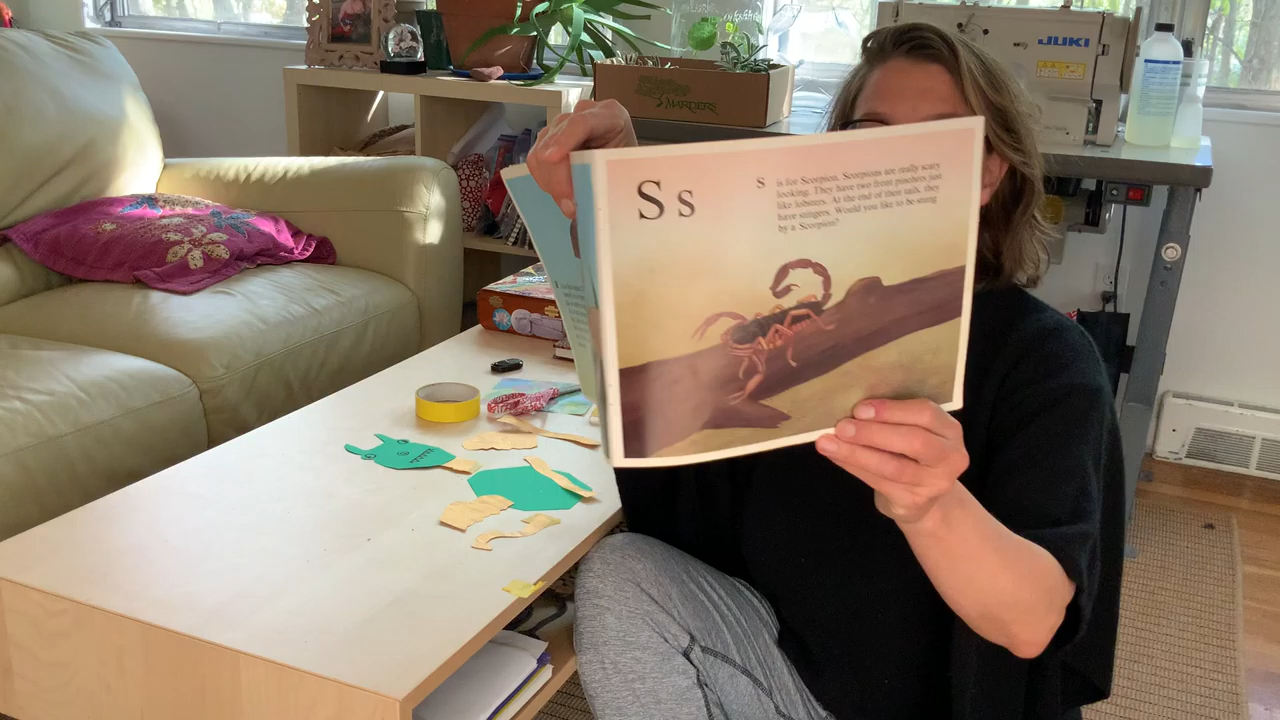 JUKI
MARDERS
S s
S is for Scorpion. Scorpions are really scary
looking. They have two front pinchers just
like lobsters. At the end of their tails, they
have stingers. Would you like to be stung
by a Scorpion?